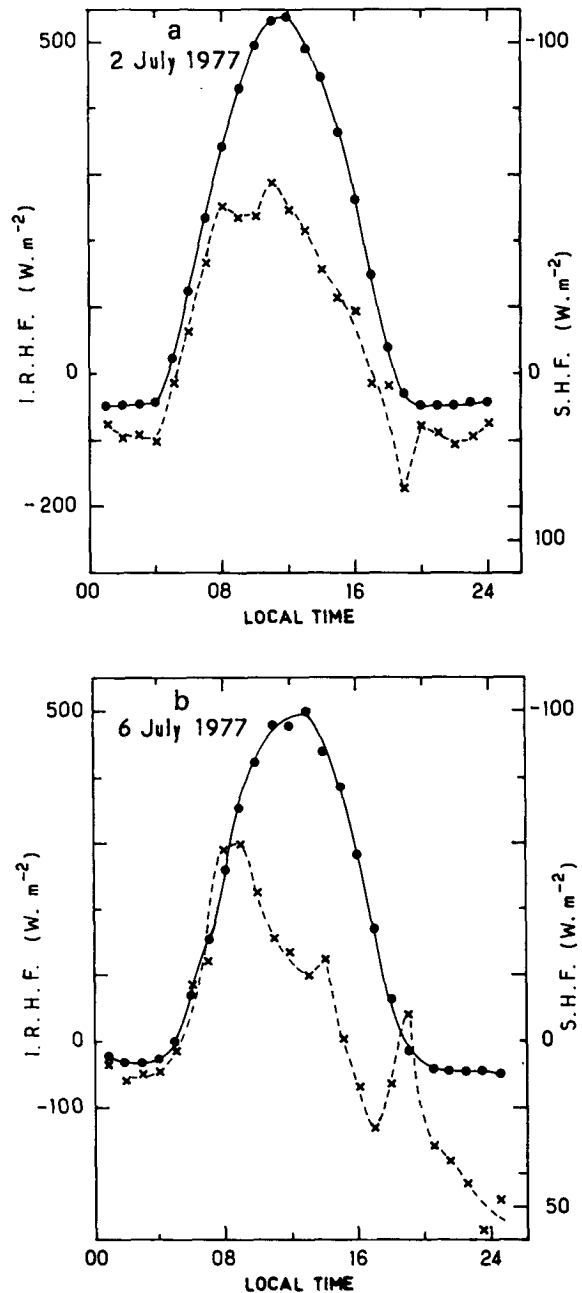 a
2 July 1977
500
0
-200
I.R.H.F. (W.m-2)
-100
0
100
S.H.F. (W.m-2)
00 08 16 24
LOCAL TIME
b
6 July 1977
500
0
-100
I.R.H.F. (W.m-2)
-100
0
50
S.H.F. (W.m-2)
00 08 16 24
LOCAL TIME